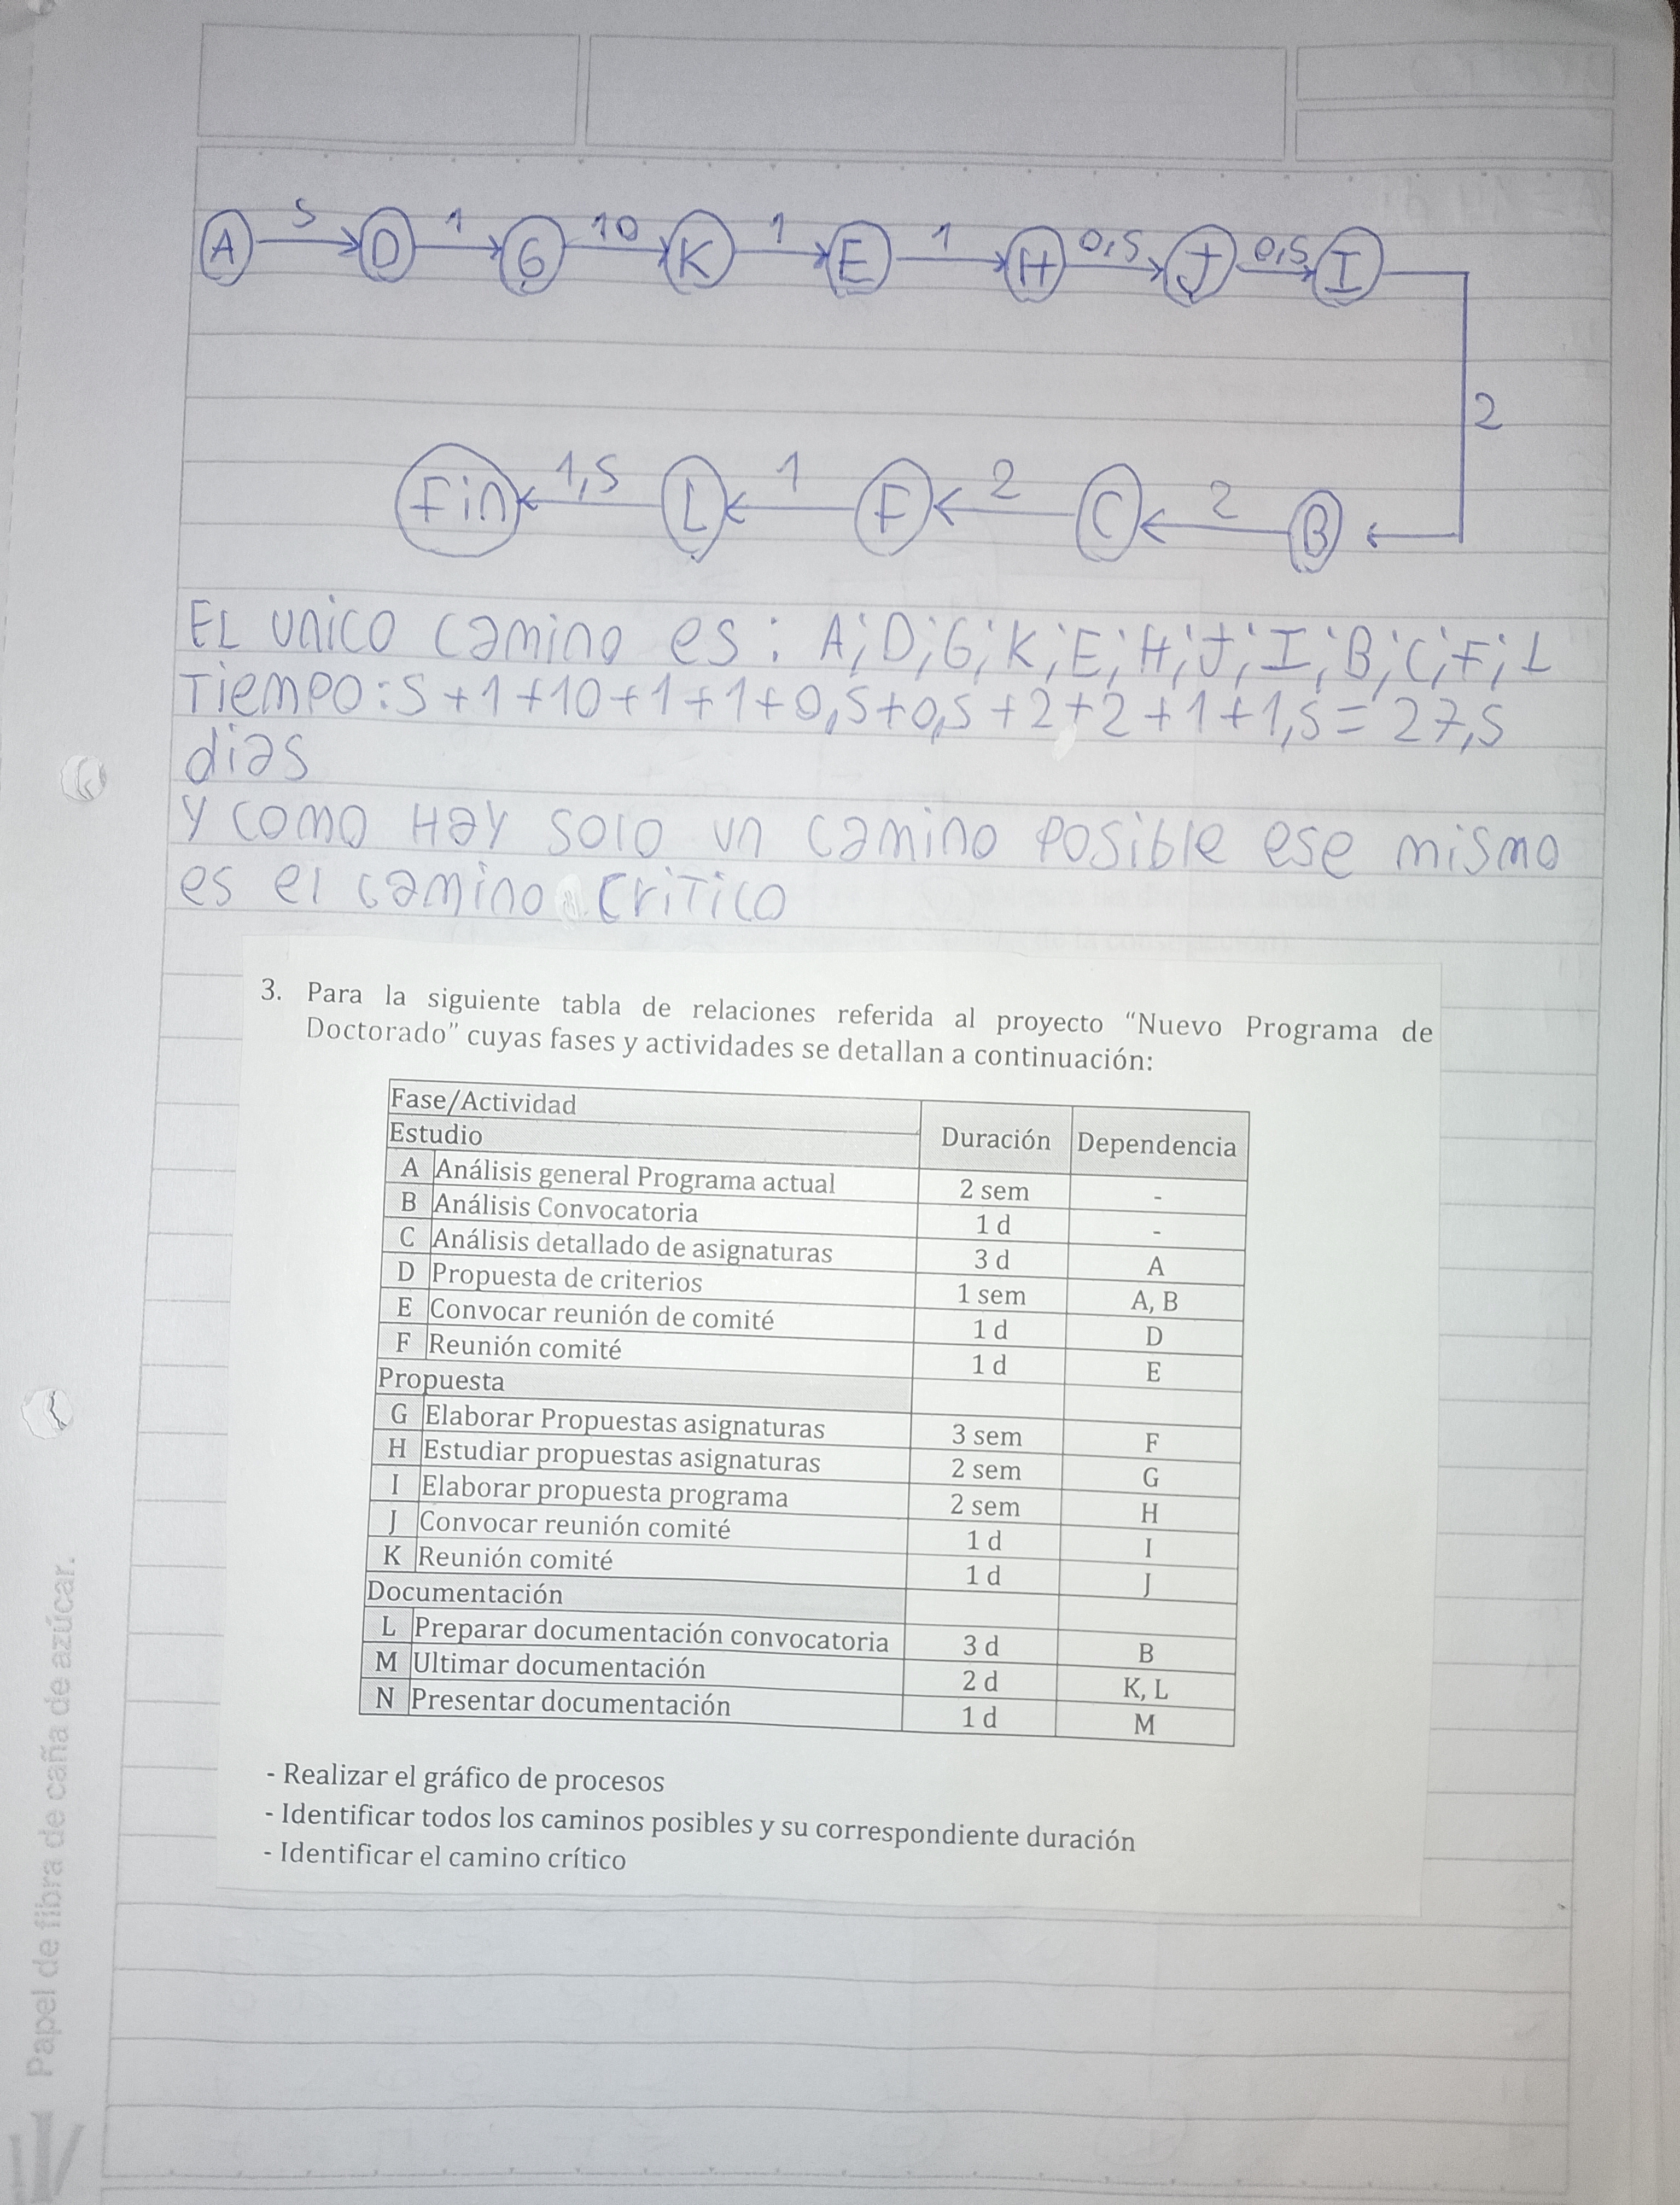 A 5 D 1 G 10 K 1 E 1 H 0,5 J 0,5 I
2
Fin 1,5 L 1 F 2 C 2 B
EL unico camino es: A;D;G;K;E;H;J;I;B;C;F;L
Tiempo: 5+1+10+1+1+0,5+0,5+2+2+1+1,5= 27,5
dias
Y como Hay solo un camino posible ese mismo
es el camino critico
3. Para la siguiente tabla de relaciones referida al proyecto “Nuevo Programa de
Doctorado” cuyas fases y actividades se detallan a continuación:
Fase/Actividad
Estudio Duración Dependencia
A Análisis general Programa actual 2 sem -
B Análisis Convocatoria 1 d -
C Análisis detallado de asignaturas 3 d A
D Propuesta de criterios 1 sem A, B
E Convocar reunión de comité 1 d D
F Reunión comité 1 d E
Propuesta
G Elaborar Propuestas asignaturas 3 sem F
H Estudiar propuestas asignaturas 2 sem G
I Elaborar propuesta programa 2 sem H
J Convocar reunión comité 1 d I
K Reunión comité 1 d J
Documentación
L Preparar documentación convocatoria 3 d B
M Ultimar documentación 2 d K, L
N Presentar documentación 1 d M
- Realizar el gráfico de procesos
- Identificar todos los caminos posibles y su correspondiente duración
- Identificar el camino crítico
Papel de fibra de caña de azúcar.